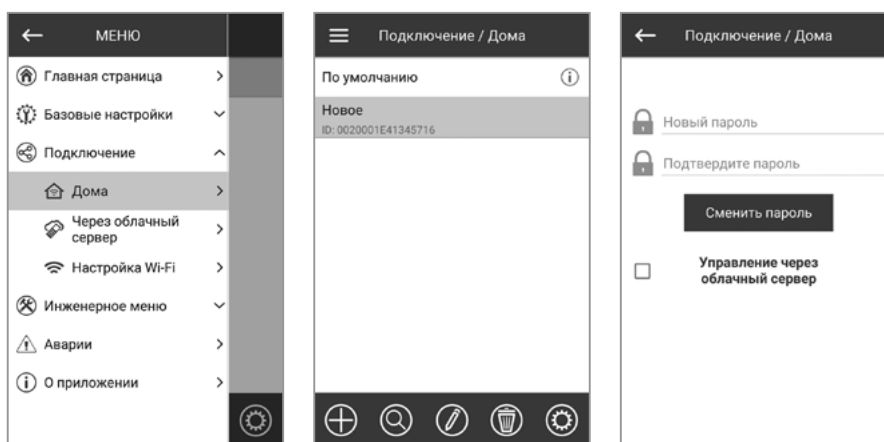 МЕНЮ
Главная страница
Базовые настройки
Подключение
Дома
Через облачный
сервер
Настройка Wi-Fi
Инженерное меню
Аварии
О приложении
Подключение / Дома
По умолчанию
Новое
ID: 0020001E41345716
Подключение / Дома
Новый пароль
Подтвердите пароль
Сменить пароль
Управление через
облачный сервер